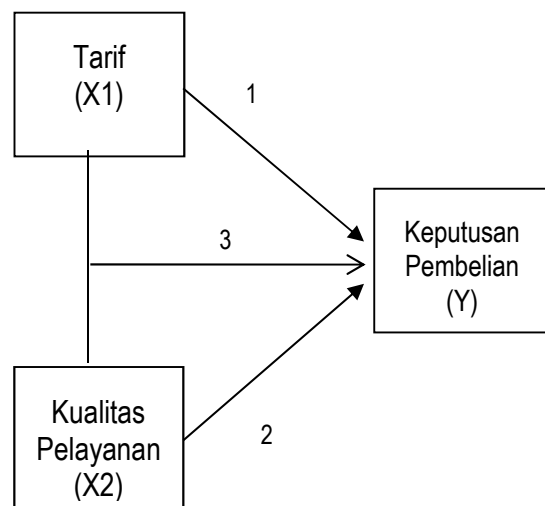 Tarif
(X1)
1
3
Keputusan
Pembelian
(Y)
Kualitas
Pelayanan
(X2)
2